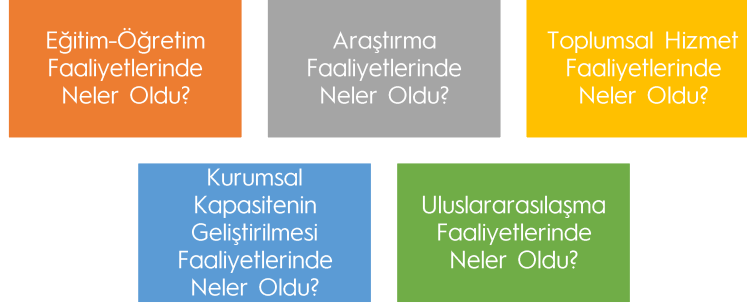 Eğitim-Öğretim
Faaliyetlerinde
Neler Oldu?
Araştırma
Faaliyetlerinde
Neler Oldu?
Toplumsal Hizmet
Faaliyetlerinde
Neler Oldu?
Kurumsal
Kapasitenin
Geliştirilmesi
Faaliyetlerinde
Neler Oldu?
Uluslararasılaşma
Faaliyetlerinde
Neler Oldu?